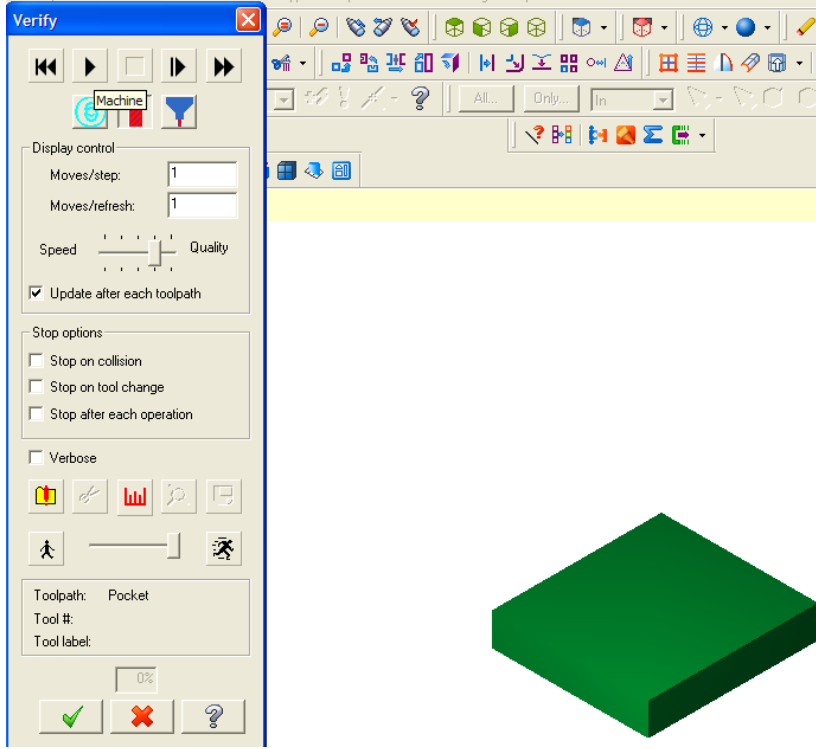 Verify
Machine
All...
Only...
In
Display control
Moves/step:
1
Moves/refresh:
1
Speed
Quality
Update after each toolpath
Stop options
Stop on collision
Stop on tool change
Stop after each operation
Verbose
Toolpath: Pocket
Tool #:
Tool label:
0%